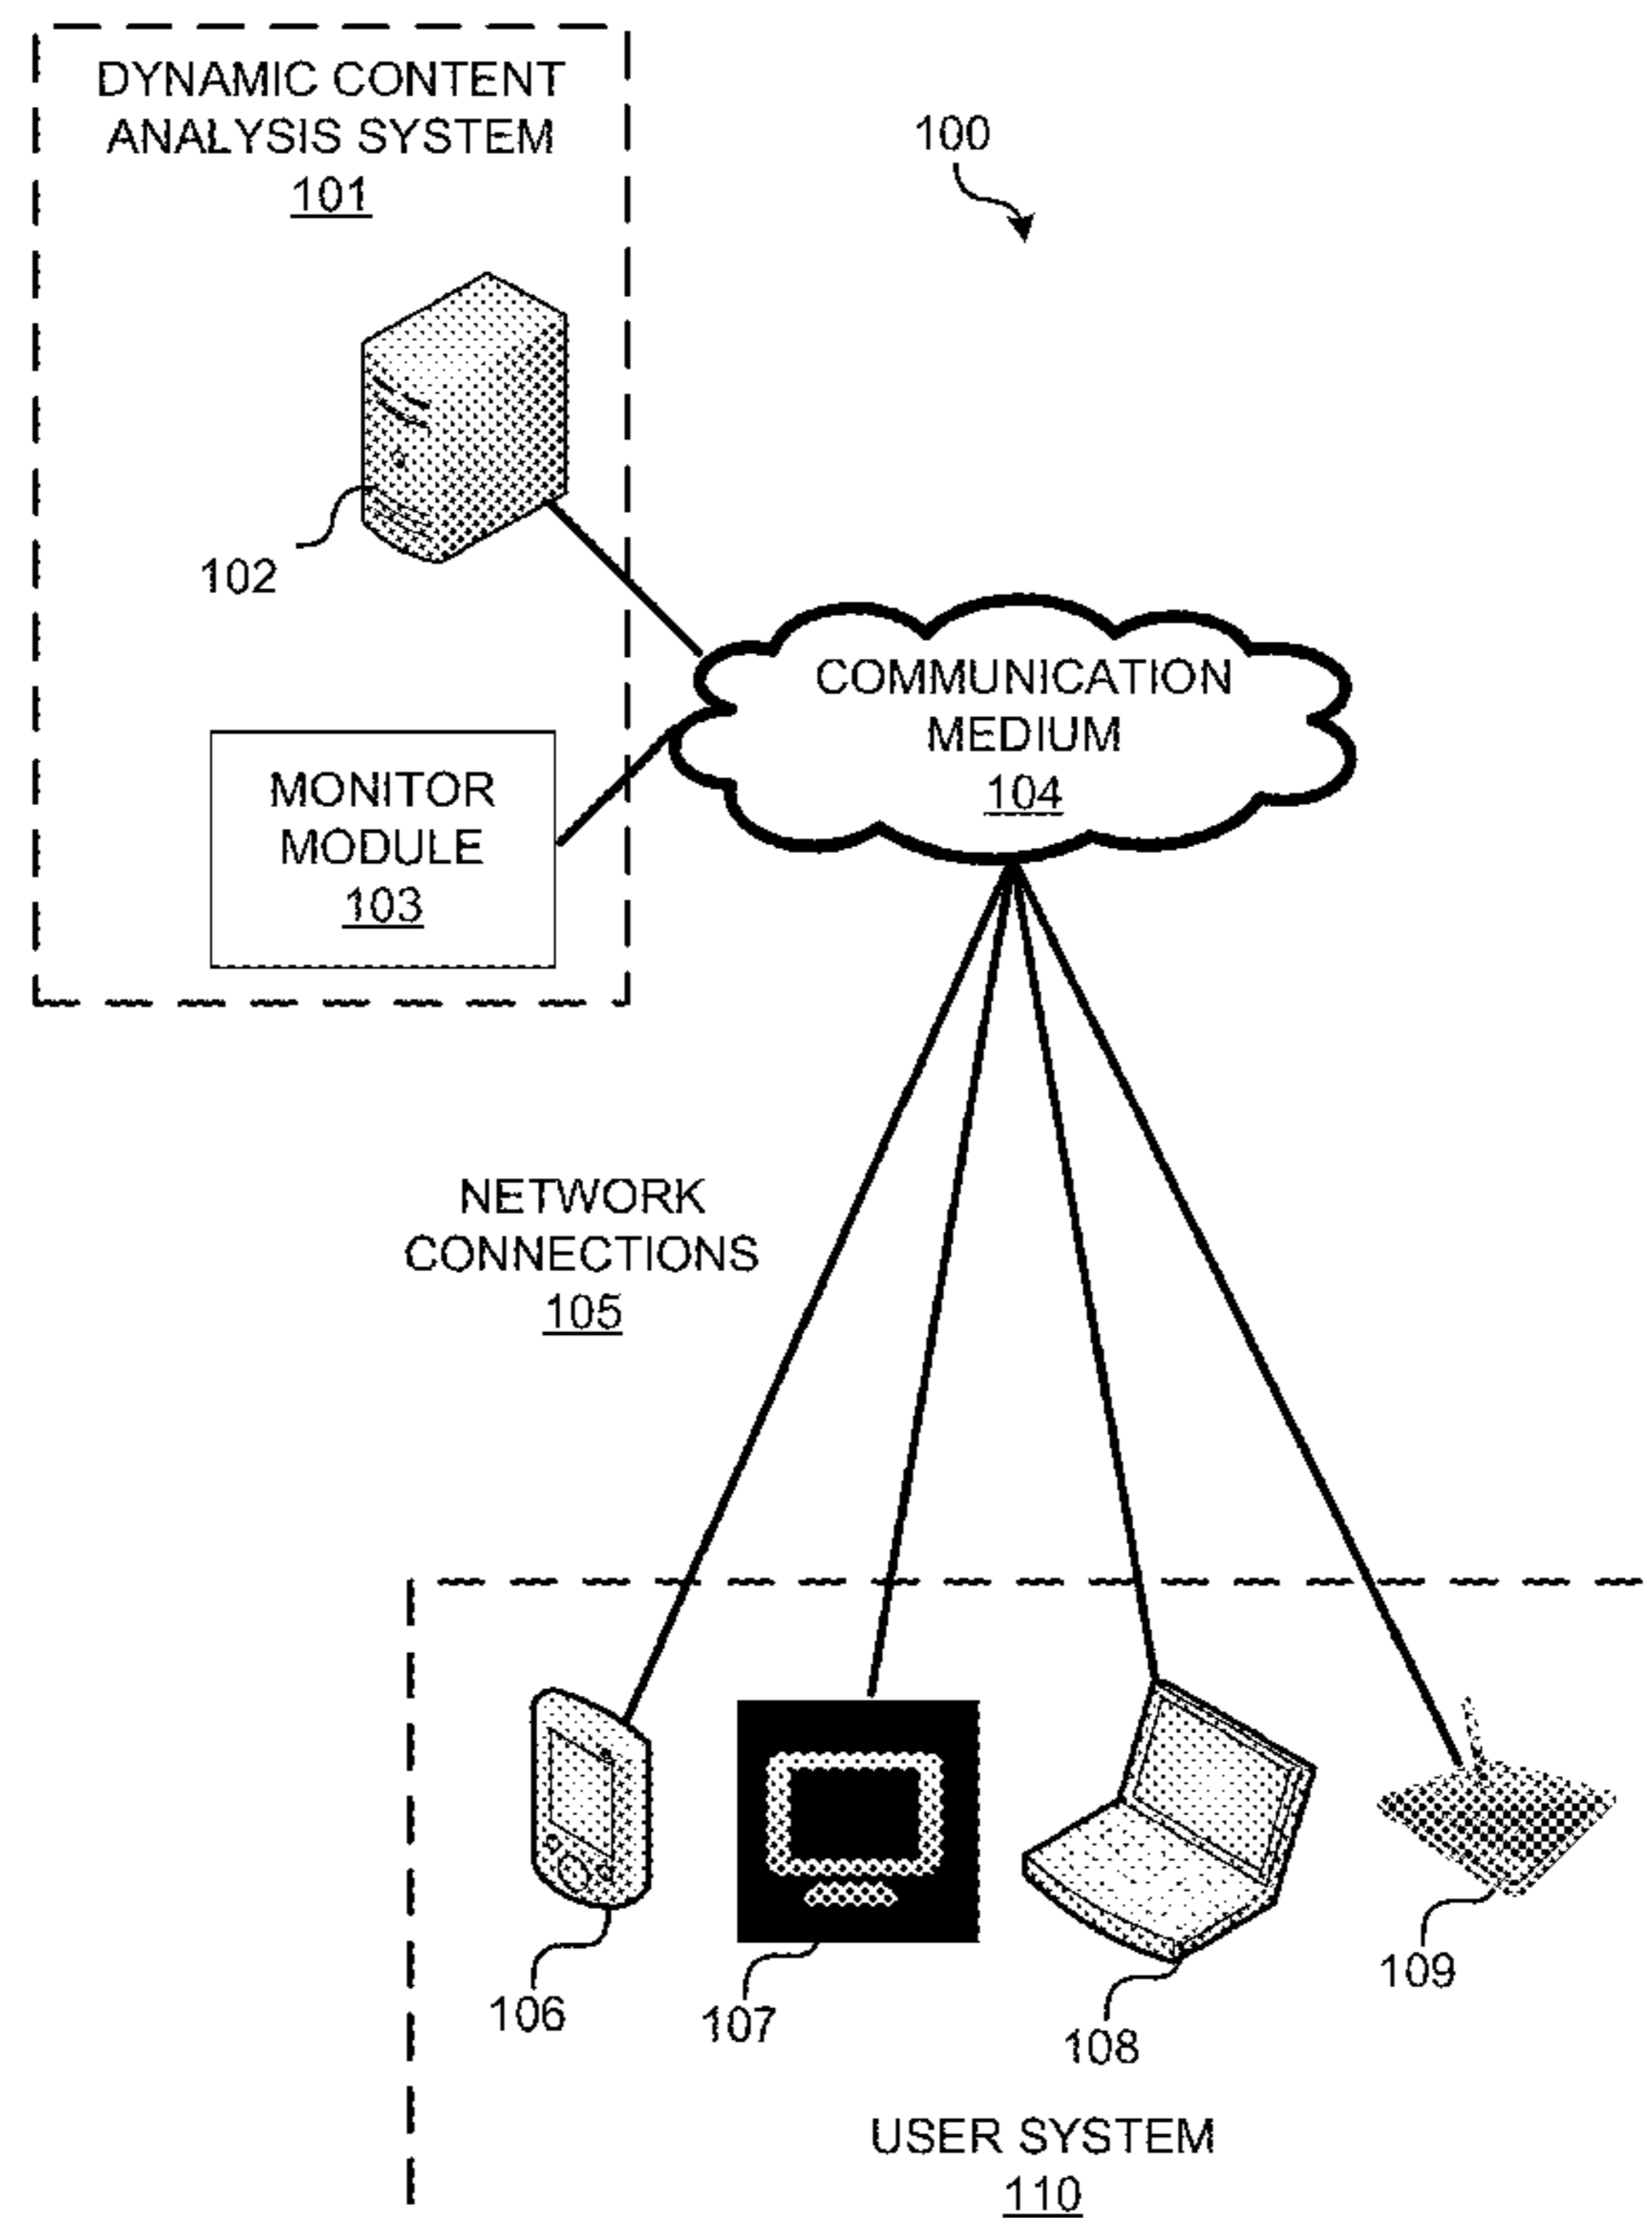 DYNAMIC CONTENT
ANALYSIS SYSTEM
101
100
102
COMMUNICATION
MEDIUM
104
MONITOR
MODULE
103
NETWORK
CONNECTIONS
105
106
107
108
109
USER SYSTEM
110